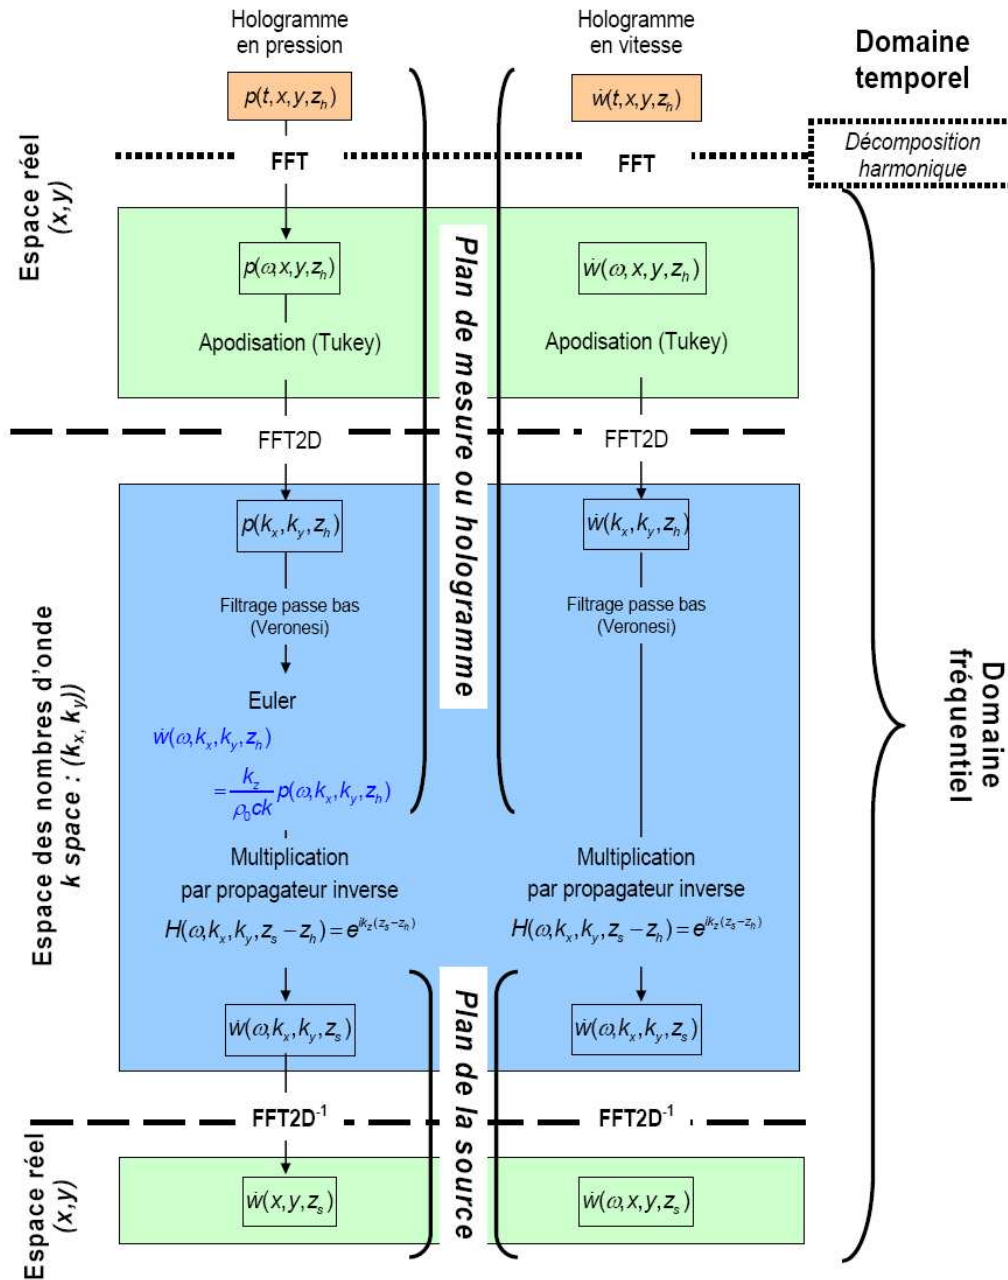 Hologramme
en pression
Hologramme
en vitesse
Domaine
temporel
p(t,x,y,z_h)
ẇ(t,x,y,z_h)
Décomposition
harmonique
FFT
FFT
Espace réel
(x,y)
p(ω,x,y,z_h)
ẇ(ω,x,y,z_h)
Apodisation (Tukey)
Apodisation (Tukey)
Plan de mesure ou hologramme
FFT2D
FFT2D
Espace des nombres d'onde
k space : (k_x, k_y))
p(k_x,k_y,z_h)
ẇ(k_x,k_y,z_h)
Filtrage passe bas
(Veronesi)
Filtrage passe bas
(Veronesi)
Euler
ẇ(ω,k_x,k_y,z_h)
= k_z/ρ_0ck p(ω,k_x,k_y,z_h)
Domaine
fréquentiel
Multiplication
par propagateur inverse
H(ω,k_x,k_y,z_s−z_h)=e^{ik_z(z_s−z_h)}
Multiplication
par propagateur inverse
H(ω,k_x,k_y,z_s−z_h)=e^{ik_z(z_s−z_h)}
ẇ(ω,k_x,k_y,z_s)
ẇ(ω,k_x,k_y,z_s)
Plan de la source
FFT2D⁻¹
FFT2D⁻¹
Espace réel
(x,y)
ẇ(x,y,z_s)
ẇ(ω,x,y,z_s)